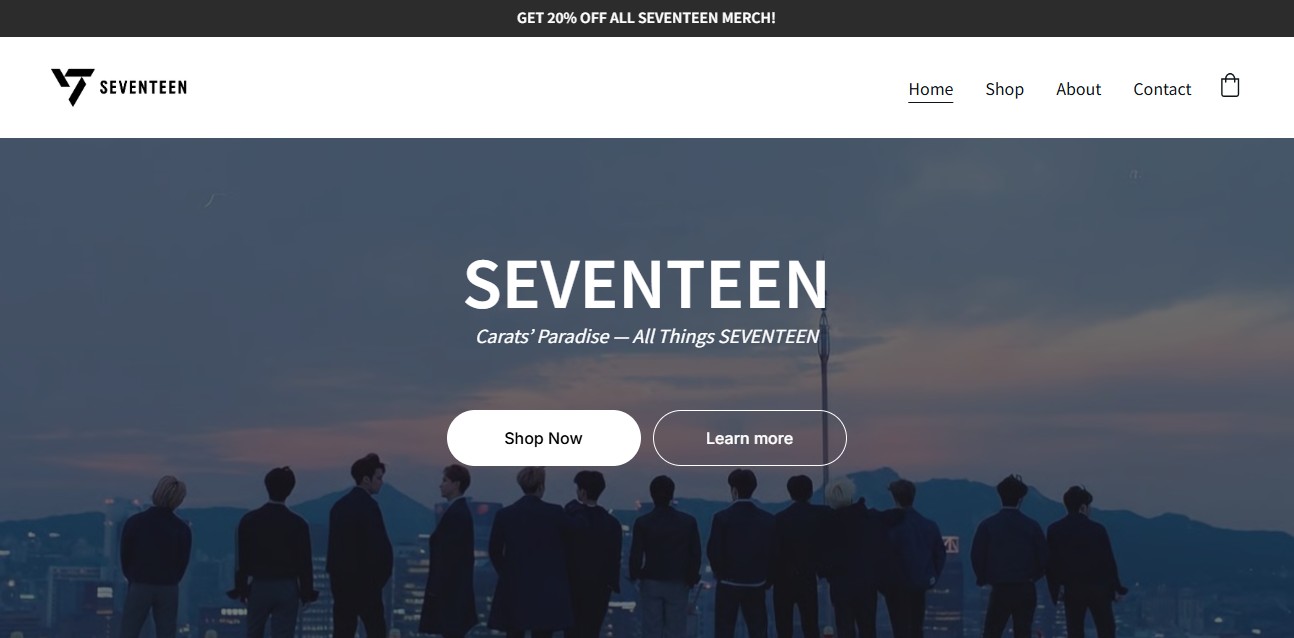 GET 20% OFF ALL SEVENTEEN MERCH!
SEVENTEEN
Home Shop About Contact
SEVENTEEN
Carats’ Paradise — All Things SEVENTEEN
Shop Now Learn more